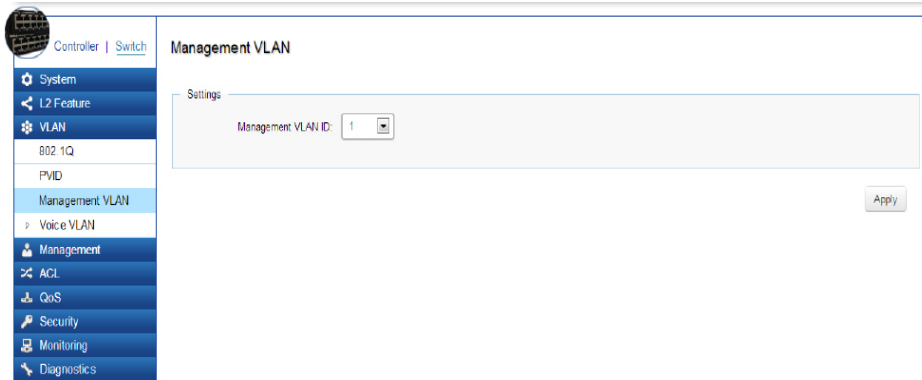 Controller | Switch
System
L2 Feature
VLAN
802.1Q
PVID
Management VLAN
Voice VLAN
Management
ACL
QoS
Security
Monitoring
Diagnostics
Management VLAN
Settings
Management VLAN ID: 1
Apply